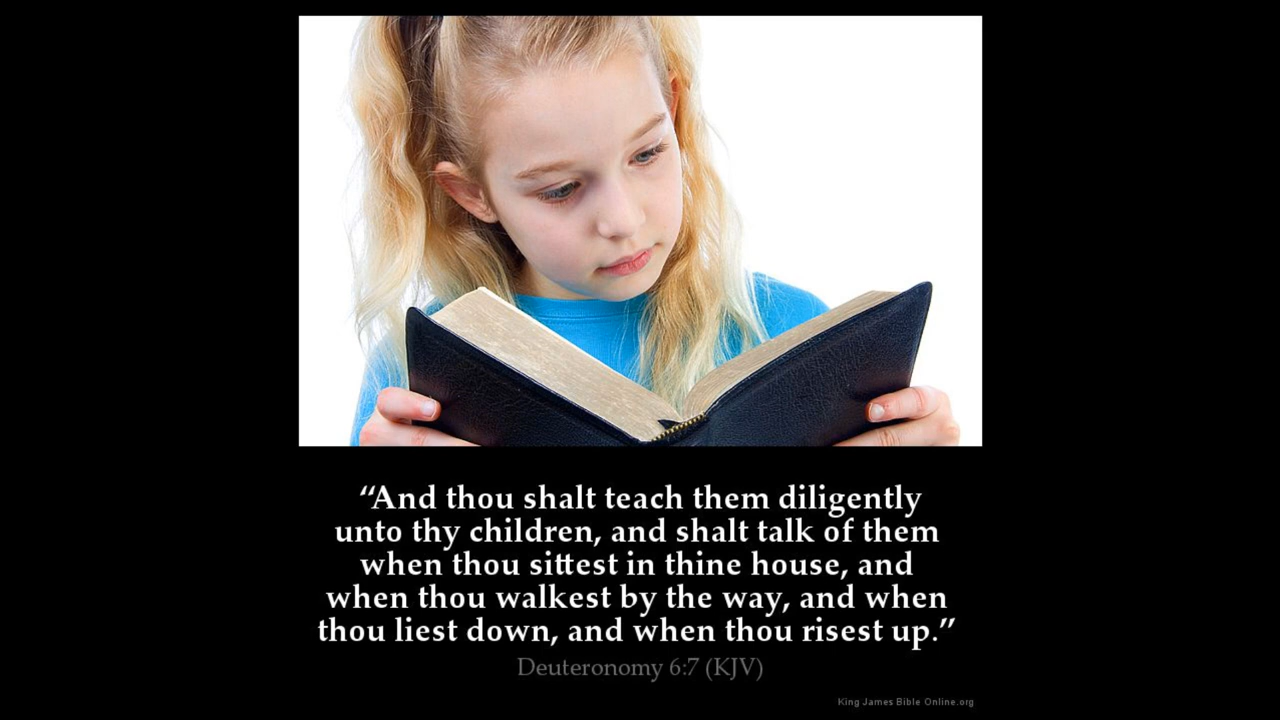 “And thou shalt teach them diligently
unto thy children, and shalt talk of them
when thou sittest in thine house, and
when thou walkest by the way, and when
thou liest down, and when thou risest up.”
Deuteronomy 6:7 (KJV)
King James Bible Online.org